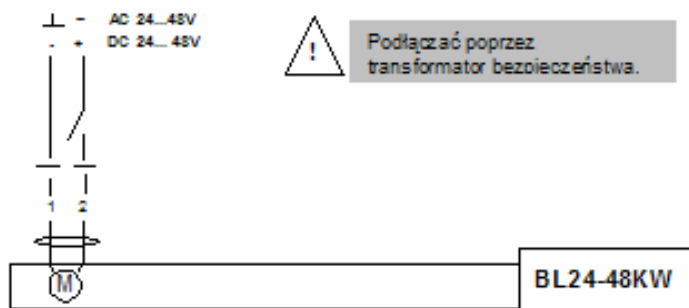 ⊥ ~ AC 24...48V
- + DC 24...48V
!
Podłączać poprzez
transformator bezpieczeństwa.
1 2
M
BL24-48KW